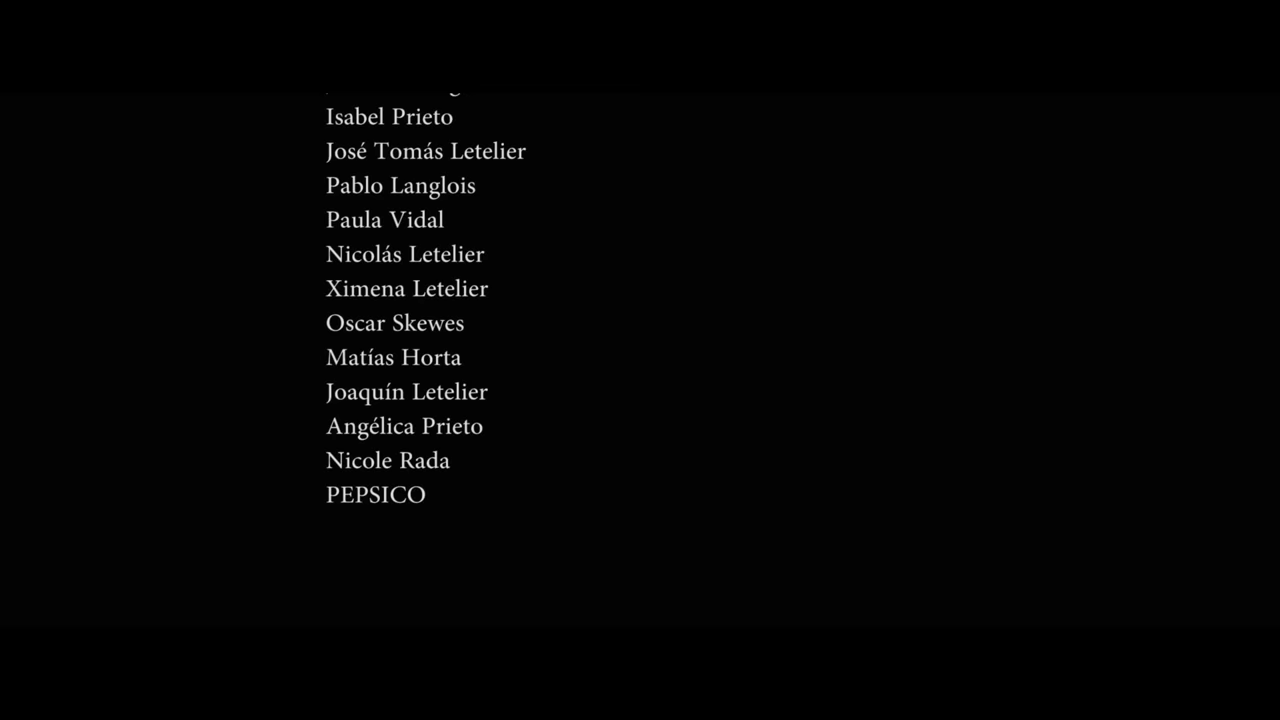 Isabel Prieto
José Tomás Letelier
Pablo Langlois
Paula Vidal
Nicolás Letelier
Ximena Letelier
Oscar Skewes
Matías Horta
Joaquín Letelier
Angélica Prieto
Nicole Rada
PEPSICO